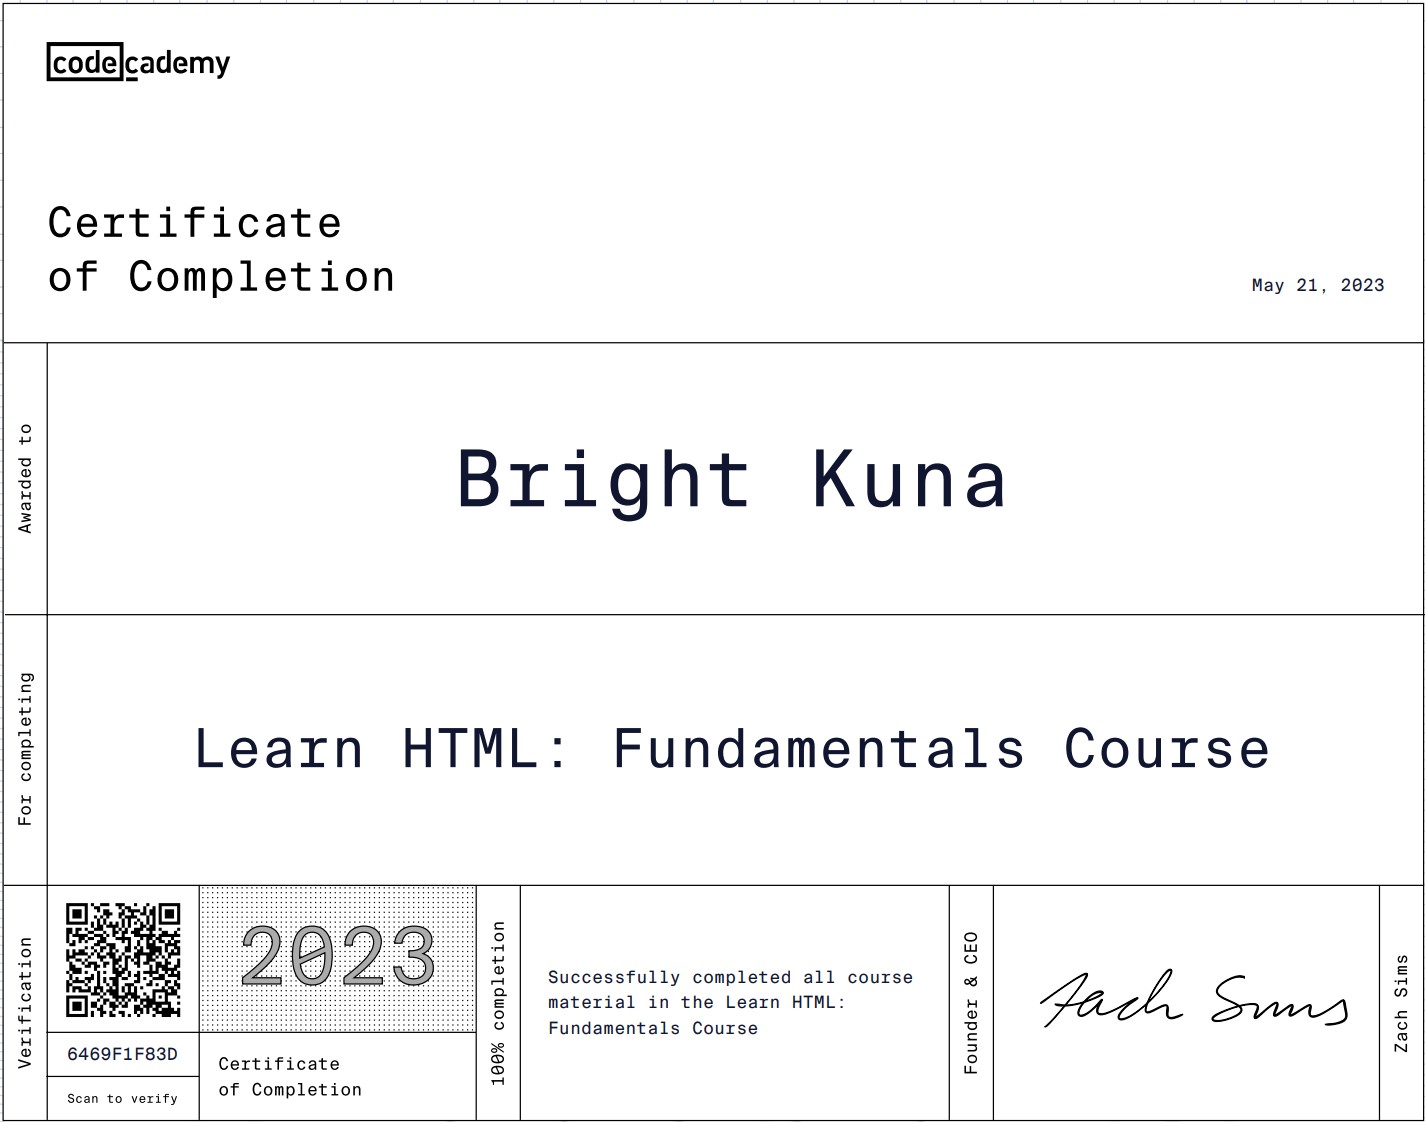 codecademy
Certificate
of Completion
May 21, 2023
Awarded to
Bright Kuna
For completing
Learn HTML: Fundamentals Course
Verification
6469F1F83D
Scan to verify
2023
Certificate
of Completion
100% completion
Successfully completed all course
material in the Learn HTML:
Fundamentals Course
Founder & CEO
Zach Sims
Zach Sims